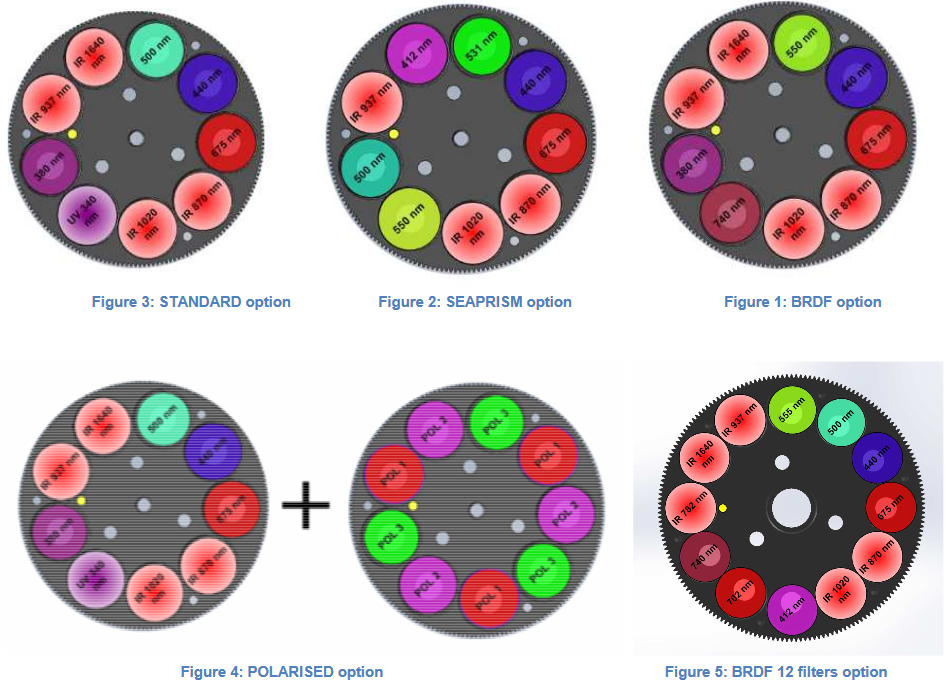 IR 1640
nm
500 nm
440 nm
IR 937 nm
675 nm
380 nm
IR 870 nm
UV 340
nm
IR 1020
nm
412 nm
531 nm
440 nm
IR 937 nm
675 nm
500 nm
IR 870 nm
550 nm
IR 1020
nm
IR 1640
nm
550 nm
440 nm
IR 937 nm
675 nm
380 nm
IR 870 nm
740 nm
IR 1020
nm
Figure 3: STANDARD option
Figure 2: SEAPRISM option
Figure 1: BRDF option
IR 1640
nm
500 nm
440 nm
IR 937 nm
675 nm
380 nm
IR 870 nm
UV 340
nm
IR 1020
nm
+
POL 2
POL 3
POL 1
POL 1
POL 2
POL 3
POL 3
POL 2
POL 1
IR 937 nm
555 nm
500 nm
IR 1640
nm
440 nm
IR 782 nm
675 nm
740 nm
IR 870 nm
782 nm
IR 1020
nm
412 nm
Figure 4: POLARISED option
Figure 5: BRDF 12 filters option